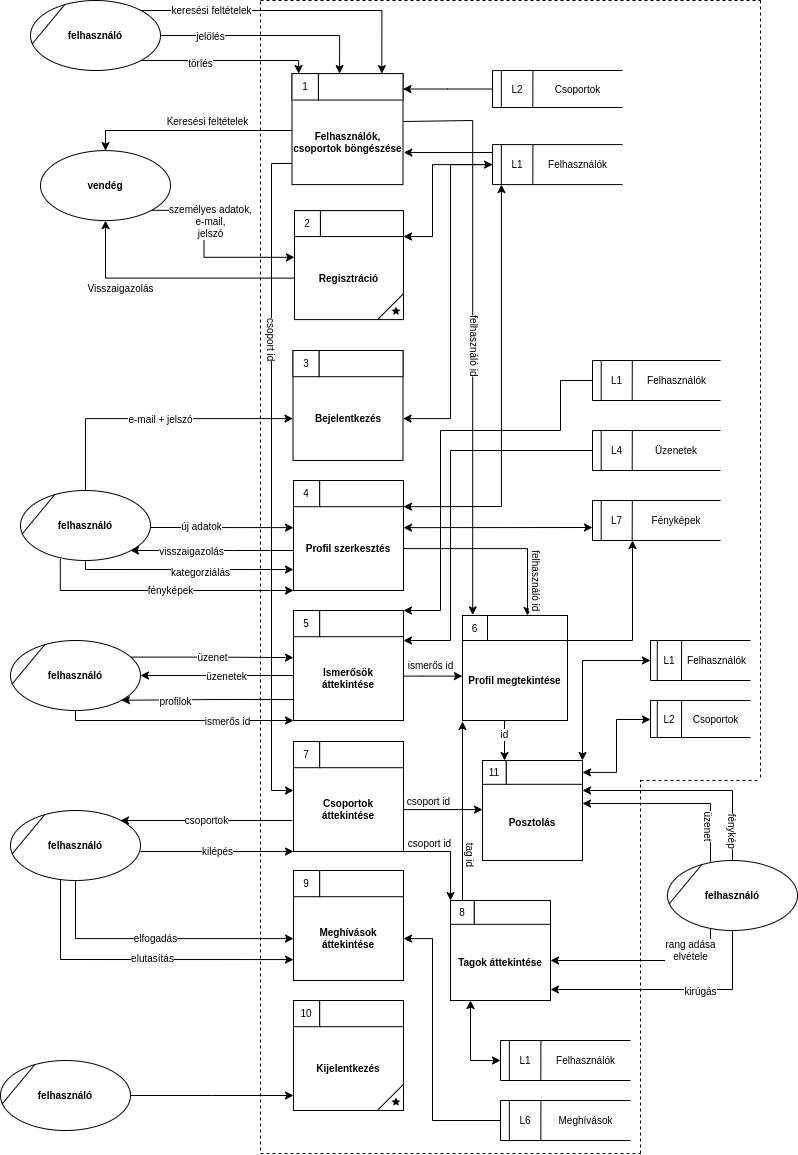 keresési feltételek
felhasználó
jelölés
törlés
1
L2
Csoportok
Keresési feltételek
Felhasználók,
csoportok böngészése
L1
Felhasználók
vendég
személyes adatok,
e-mail,
jelszó
2
Regisztráció
Visszaigazolás
csoport id
felhasználó id
3
L1
Felhasználók
e-mail + jelszó
Bejelentkezés
L4
Üzenetek
4
felhasználó
új adatok
L7
Fényképek
visszaigazolás
Profil szerkesztés
kategorziálás
felhasználó id
fényképek
5
6
üzenet
L1
Felhasználók
felhasználó
üzenetek
Ismerősök
áttekintése
ismerős id
Profil megtekintése
profilok
ismerős id
L2
Csoportok
id
7
11
csoportok
Csoportok
áttekintése
csoport id
Posztolás
üzenet
fénykép
felhasználó
kilépés
csoport id
tag id
9
felhasználó
8
elfogadás
Meghívások
áttekintése
rang adása
elvétele
elutasítás
Tagok áttekintése
kirúgás
10
L1
Felhasználók
Kijelentkezés
felhasználó
L6
Meghívások